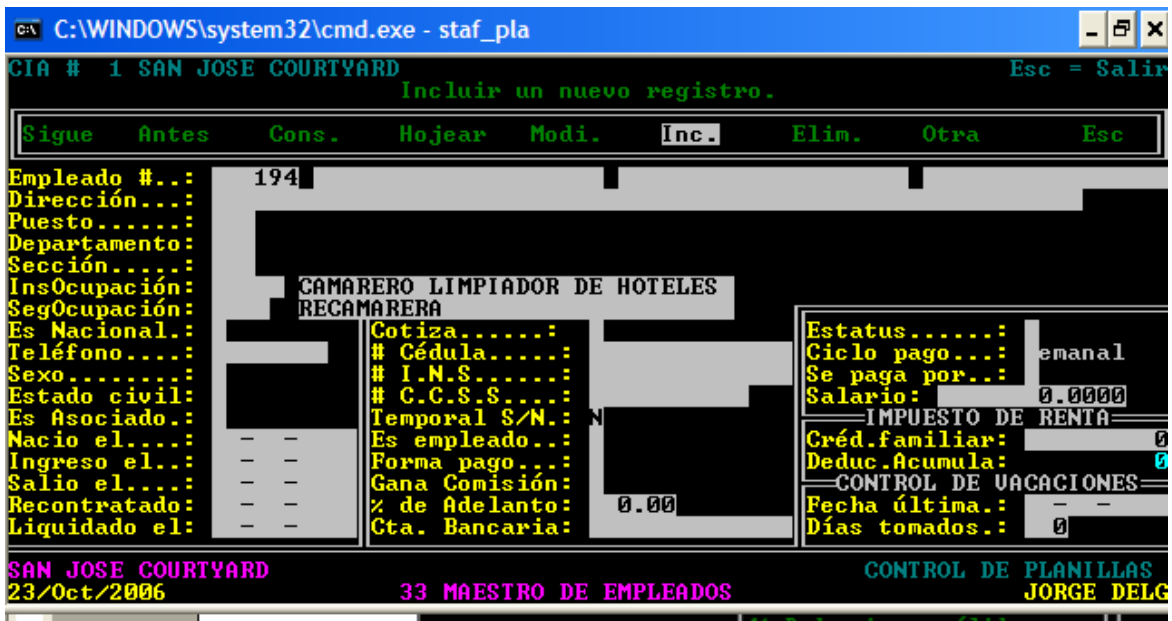 C:\WINDOWS\system32\cmd.exe - staf_pla
CIA # 1 SAN JOSE COURTYARD Esc = Salir
Incluir un nuevo registro.
Sigue Antes Cons. Hojear Modi. Inc. Elim. Otra Esc
Empleado #..: 194
Dirección...:
Puesto......:
Departamento:
Sección.....:
InsOcupación: CAMARERO LIMPIADOR DE HOTELES
SegOcupación: RECAMARERA
Es Nacional.: Cotiza......: Estatus......:
Teléfono....: # Cédula.....: Ciclo pago...: emanal
Sexo........: # I.N.S......: Se paga por..:
Estado civil: # C.C.S.S....: Salario: 0.0000
Es Asociado.: Temporal S/N.: N IMPUESTO DE RENTA
Nacio el....: - - Es empleado..: Créd.familiar: 0
Ingreso el..: - - Forma pago...: Deduc.Acumula: 0
Salio el....: - - Gana Comisión: CONTROL DE VACACIONES
Recontratado: - - % de Adelanto: 0.00 Fecha última.: - -
Liquidado el: - - Cta. Bancaria: Días tomados.: 0
SAN JOSE COURTYARD CONTROL DE PLANILLAS
23/Oct/2006 33 MAESTRO DE EMPLEADOS JORGE DELG